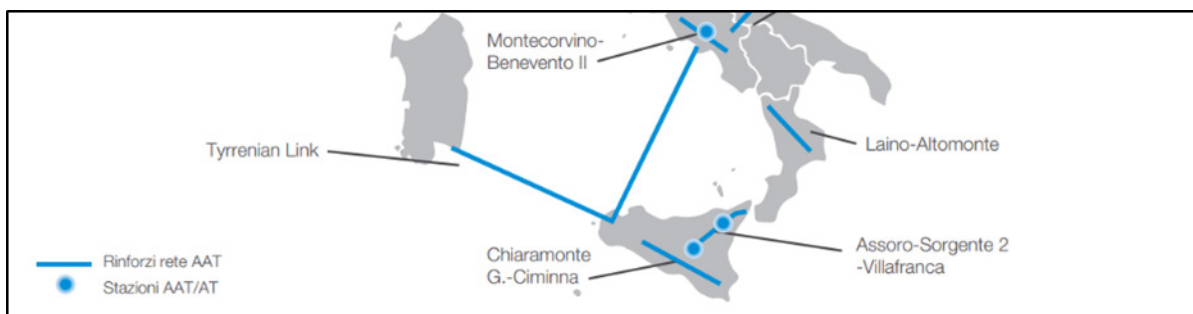 Montecorvino-
Benevento II
Laino-Altomonte
Tyrrenian Link
Assoro-Sorgente 2
-Villafranca
Chiaramonte
G.-Ciminna
Rinforzi rete AAT
Stazioni AAT/AT